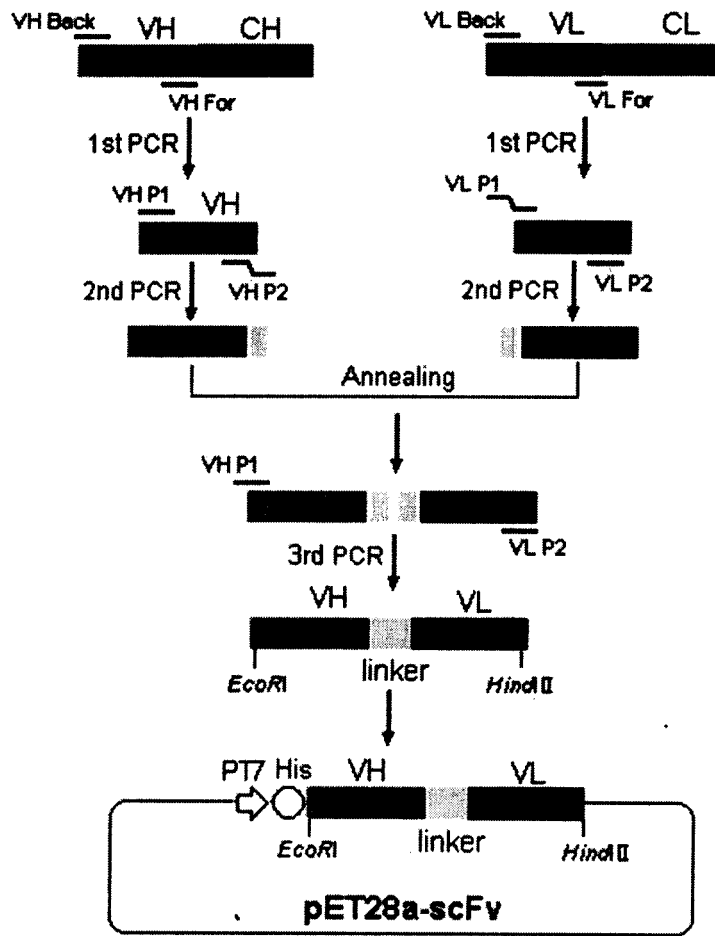 VH Back VH CH
VL Back VL CL
VH For
VL For
1st PCR
1st PCR
VH P1 VH
VL P1
VH P2
VL P2
2nd PCR
2nd PCR
Annealing
VH P1
VL P2
3rd PCR
VH VL
EcoRI linker HindIII
PT7 His VH VL
EcoRI linker HindIII
pET28a-scFv